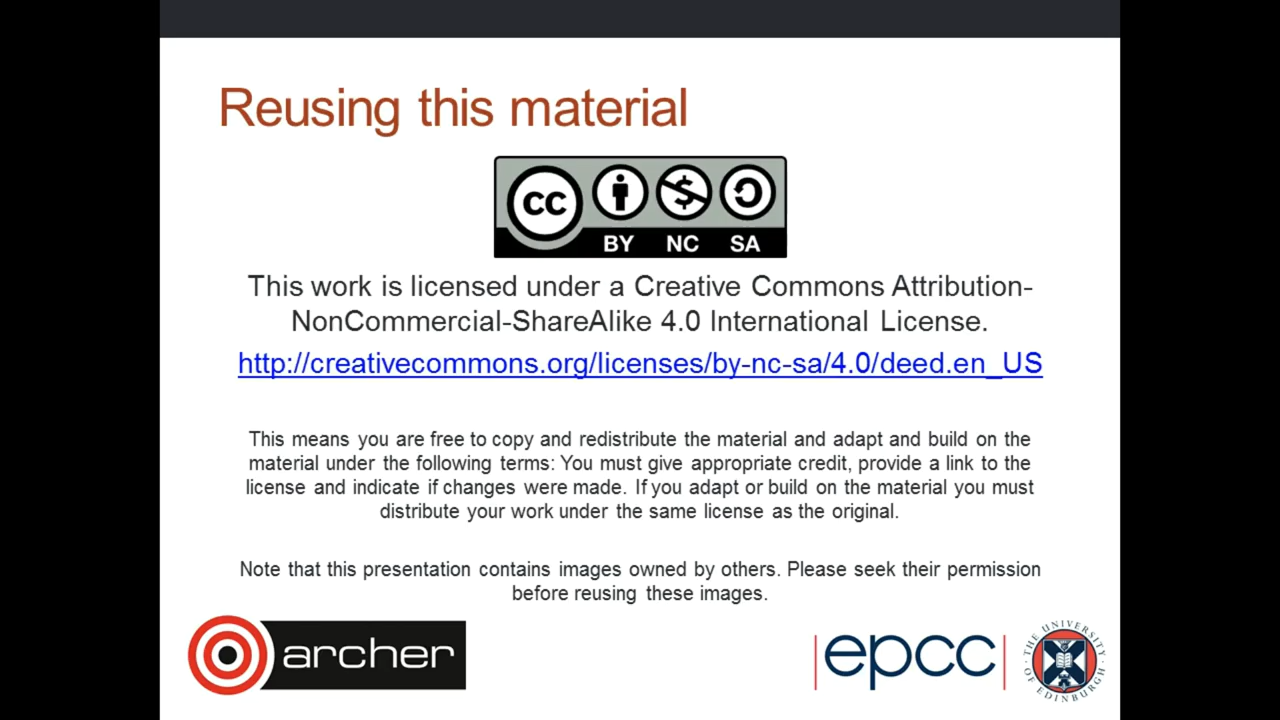 Reusing this material
CC
BY NC SA
This work is licensed under a Creative Commons Attribution-
NonCommercial-ShareAlike 4.0 International License.
http://creativecommons.org/licenses/by-nc-sa/4.0/deed.en_US
This means you are free to copy and redistribute the material and adapt and build on the
material under the following terms: You must give appropriate credit, provide a link to the
license and indicate if changes were made. If you adapt or build on the material you must
distribute your work under the same license as the original.
Note that this presentation contains images owned by others. Please seek their permission
before reusing these images.
archer
epcc
THE UNIVERSITY OF EDINBURGH